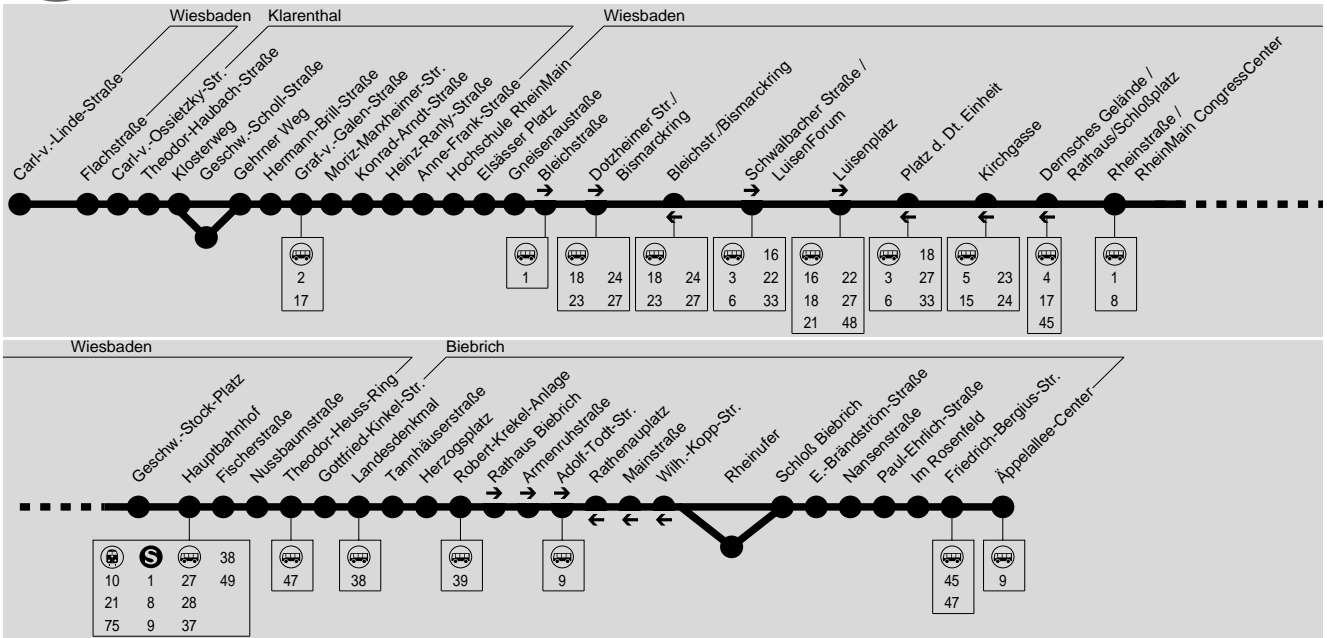 Wiesbaden
Klarenthal
Wiesbaden
Carl-v.-Linde-Straße
Flachstraße
Carl-v.-Ossietzky-Str.
Theodor-Haubach-Straße
Klosterweg
Geschw.-Scholl-Straße
Gehrner Weg
Hermann-Brill-Straße
Graf-v.-Galen-Straße
Moritz-Marxheimer-Str.
Konrad-Arndt-Straße
Heinz-Ranly-Straße
Anne-Frank-Straße
Hochschule RheinMain
Elsässer Platz
Gneisenaustraße
Bleichstraße
Dotzheimer Str./
Bismarckring
Bleichstr./Bismarckring
Schwalbacher Straße /
LuisenForum
Luisenplatz
Platz d. Dt. Einheit
Kirchgasse
Dernsches Gelände /
Rathaus/Schloßplatz
Rheinstraße /
RheinMain CongressCenter
2
17
1
18 24
23 27
18 24
23 27
16
3 22
6 33
16 22
18 27
21 48
18
3 27
6 33
5 23
15 24
4
17
45
1
8
Wiesbaden
Biebrich
Geschw.-Stock-Platz
Hauptbahnhof
Fischerstraße
Nussbaumstraße
Theodor-Heuss-Ring
Gottfried-Kinkel-Str.
Landesdenkmal
Tannhäuserstraße
Herzogsplatz
Robert-Krekel-Anlage
Rathaus Biebrich
Armenruhstraße
Adolf-Todt-Str.
Rathenauplatz
Mainstraße
Wilh.-Kopp-Str.
Rheinufer
Schloß Biebrich
E.-Brändström-Straße
Nansenstraße
Paul-Ehrlich-Straße
Im Rosenfeld
Friedrich-Bergius-Str.
Äppelallee-Center
S 38
10 1 27 49
21 8 28
75 9 37
47
38
39
9
45
47
9